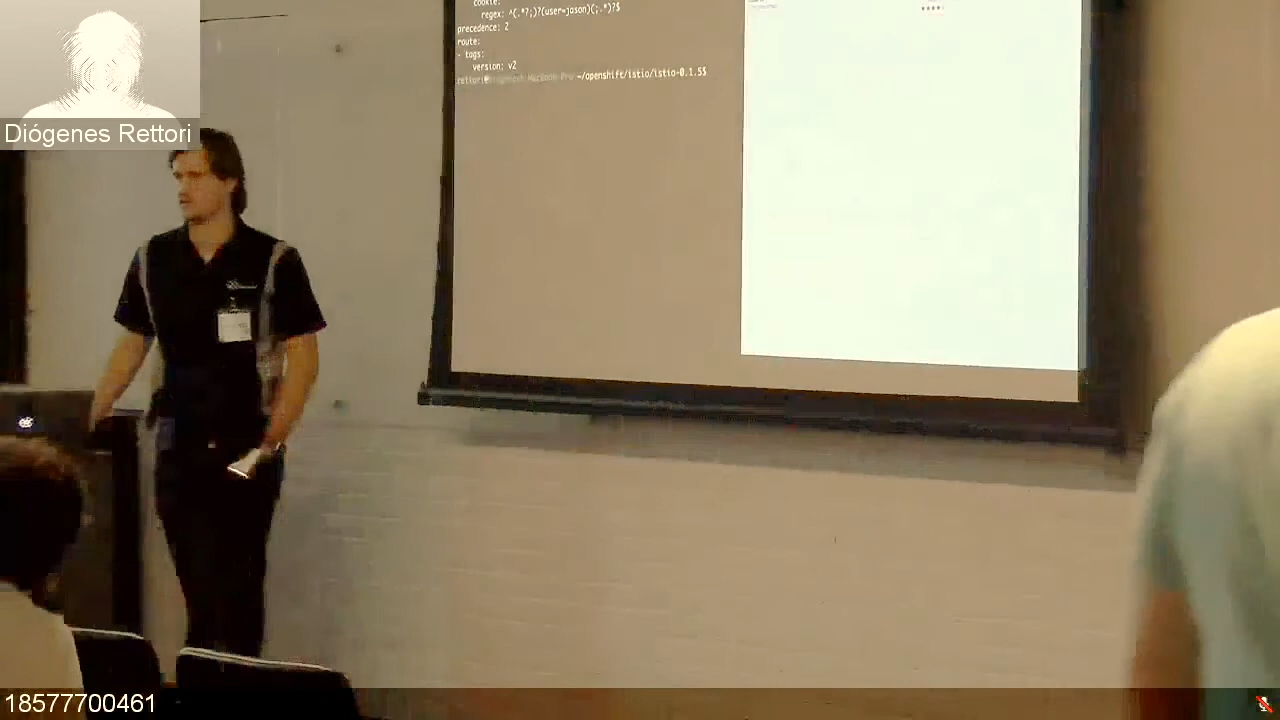 cookie:
regex: ^(.*?;)?(user=jason)(;.*)?$
precedence: 2
route:
- tags:
version: v2
~/openshift/istio/istio-0.1.5$
Diógenes Rettori
18577700461